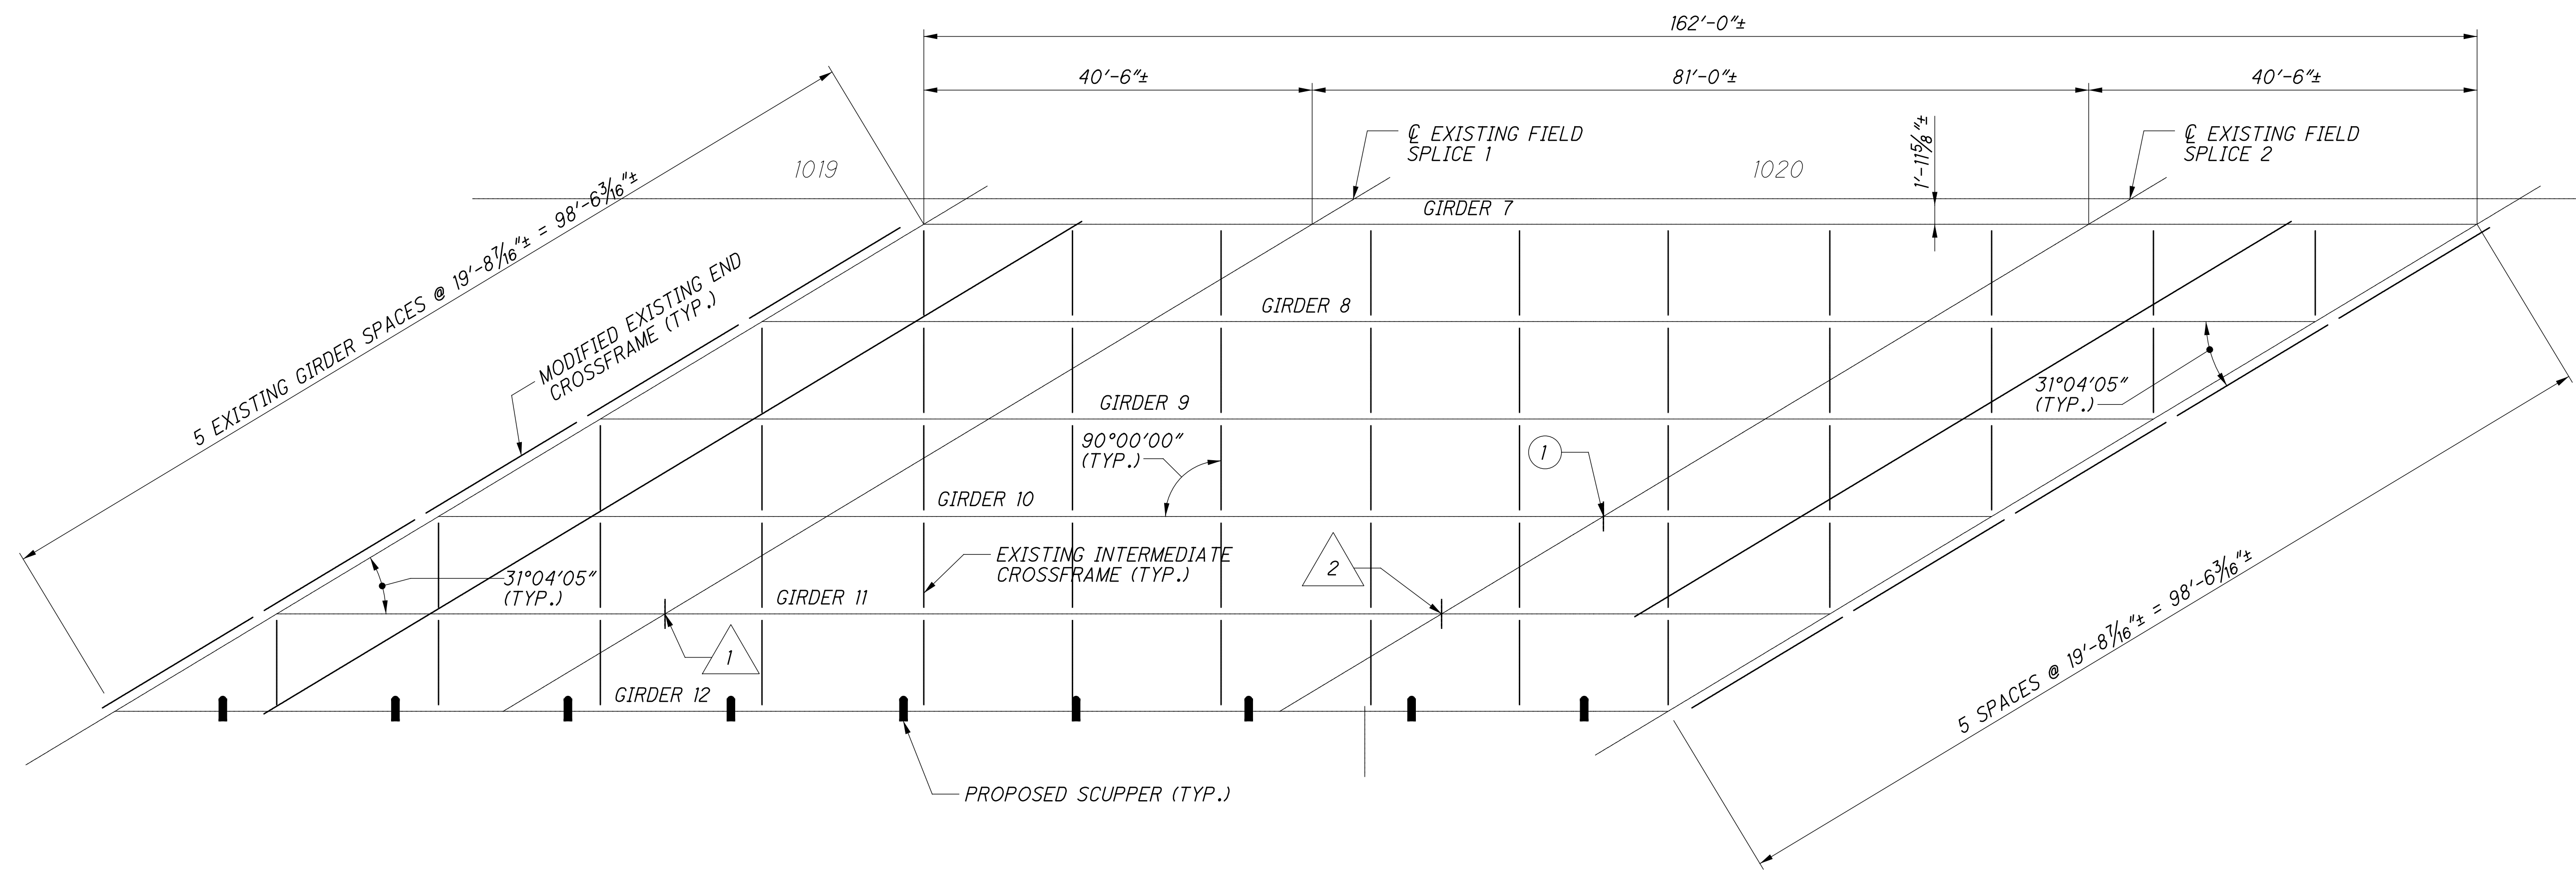 162'-0"±
40'-6"±
81'-0"±
40'-6"±
℄ EXISTING FIELD
SPLICE 1
℄ EXISTING FIELD
SPLICE 2
1'-11 5/8"±
1019
1020
5 EXISTING GIRDER SPACES @ 19'-8 7/16"± = 98'-6 3/16"±
GIRDER 7
MODIFIED EXISTING END
CROSSFRAME (TYP.)
GIRDER 8
31°04'05"
(TYP.)
GIRDER 9
90°00'00"
(TYP.)
1
GIRDER 10
EXISTING INTERMEDIATE
CROSSFRAME (TYP.)
2
31°04'05"
(TYP.)
GIRDER 11
1
5 SPACES @ 19'-8 7/16"± = 98'-6 3/16"±
GIRDER 12
PROPOSED SCUPPER (TYP.)